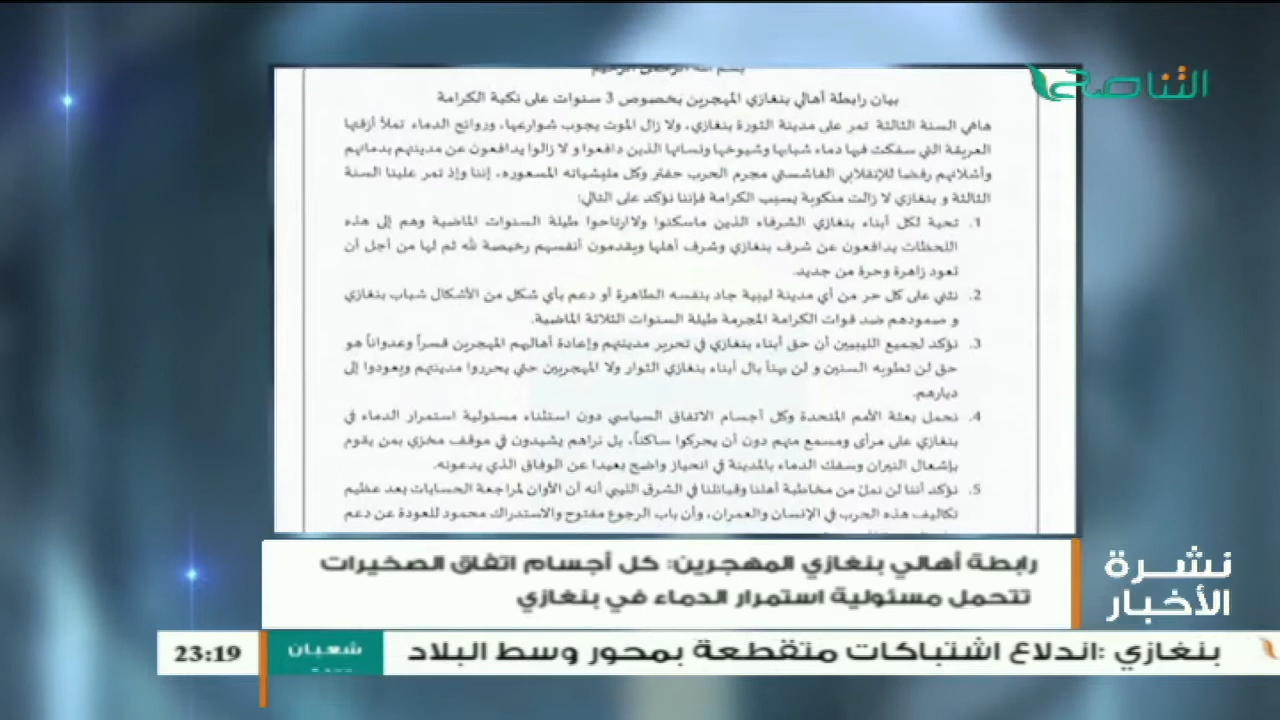 التناصح
بسم الله الرحمن الرحيم
بيان رابطة أهالي بنغازي المهجرين بخصوص 3 سنوات على نكبة الكرامة
هاهي السنة الثالثة تمر على مدينة الثورة بنغازي، ولا زال الموت يجوب شوارعها، وروائح الدماء تملأ أزقتها
العريقة التي سفكت فيها دماء شبابها وشيوخها ونسائها الذين دافعوا و لا زالوا يدافعون عن مدينتهم بدمائهم
وأشلائهم رفضا للإنقلابي الفاشستي مجرم الحرب حفتر وكل مليشياته المسعوره، إننا وإذ تمر علينا السنة
الثالثة و بنغازي لا زالت منكوبة بسبب الكرامة فإننا نؤكد على التالي:
1. تحية لكل أبناء بنغازي الشرفاء الذين ماسكنوا ولاارتاحوا طيلة السنوات الماضية وهم إلى هذه
اللحظات يدافعون عن شرف بنغازي وشرف أهلها ويقدمون أنفسهم رخيصة لله ثم لها من أجل أن
تعود زاهرة وحرة من جديد.
2. نثني على كل حر من أي مدينة ليبية جاد بنفسه الطاهرة أو دعم بأي شكل من الأشكال شباب بنغازي
و صمودهم ضد قوات الكرامة المجرمة طيلة السنوات الثلاثة الماضية.
3. نؤكد لجميع الليبيين أن حق أبناء بنغازي في تحرير مدينتهم وإعادة أهاليهم المهجرين قسراً وعدواناً هو
حق لن تطويه السنين و لن يهنأ بال أبناء بنغازي الثوار ولا المهجريين حتي يحرروا مدينتهم ويعودوا إلى
ديارهم.
4. نحمل بعثة الأمم المتحدة وكل أجسام الاتفاق السياسي دون استثناء مسئولية استمرار الدماء في
بنغازي على مرأى ومسمع منهم دون أن يحركوا ساكناً، بل نراهم يشيدون في موقف مخزي بمن يقوم
بإشعال النيران وسفك الدماء بالمدينة في انحياز واضح بعيدا عن الوفاق الذي يدعونه.
5. نؤكد أننا لن نمل من مخاطبة أهلنا وقبائلنا في الشرق الليبي أنه أن الأوان لمراجعة الحسابات بعد عظيم
تكاليف هذه الحرب في الإنسان والعمران، وأن باب الرجوع مفتوح والاستدراك محمود للعودة عن دعم
رابطة أهالي بنغازي المهجرين: كل أجسام اتفاق الصخيرات
تتحمل مسئولية استمرار الدماء في بنغازي
نشرة
الأخبار
بنغازي :اندلاع اشتباكات متقطعة بمحور وسط البلاد
شعبان
23:19